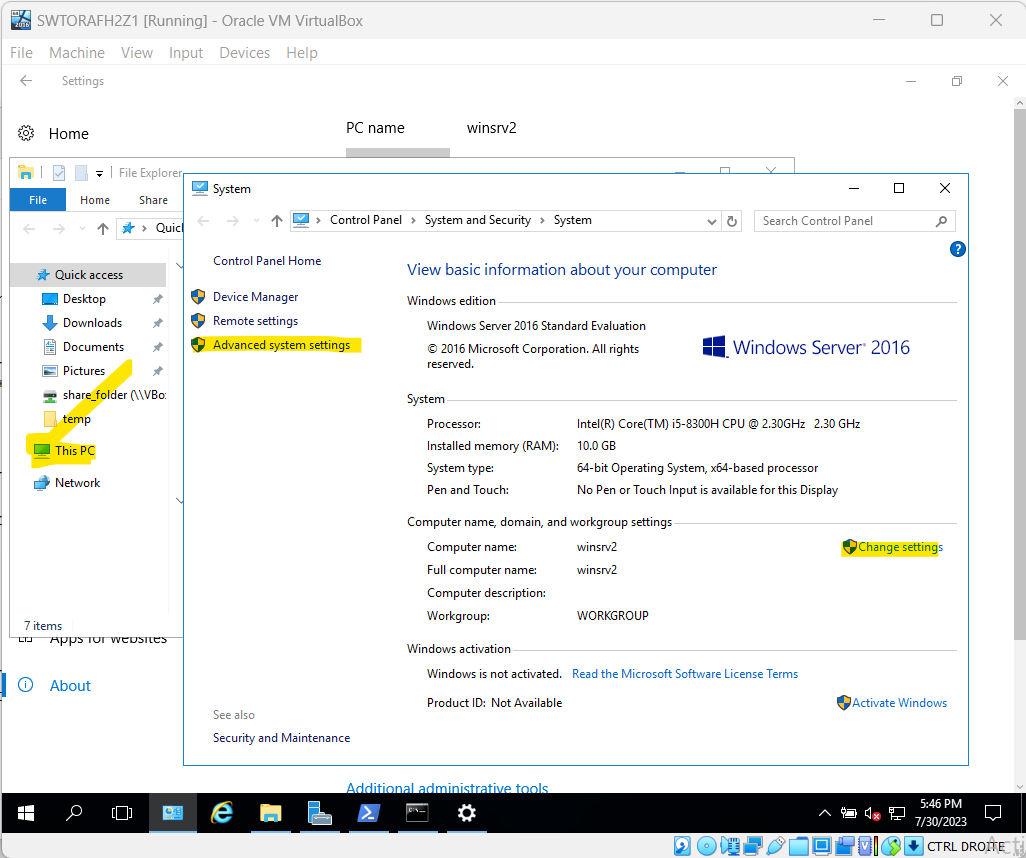 SWTORAFH2Z1 [Running] - Oracle VM VirtualBox
File Machine View Input Devices Help
Settings
Home
PC name winsrv2
File Explorer
File Home Share
Quick access
Desktop
Downloads
Documents
Pictures
share_folder (\\VBo
temp
This PC
Network
7 items
Apps for websites
About
System
Control Panel System and Security System
Search Control Panel
Control Panel Home
Device Manager
Remote settings
Advanced system settings
See also
Security and Maintenance
View basic information about your computer
Windows edition
Windows Server 2016 Standard Evaluation
© 2016 Microsoft Corporation. All rights
reserved.
Windows Server® 2016
System
Processor: Intel(R) Core(TM) i5-8300H CPU @ 2.30GHz 2.30 GHz
Installed memory (RAM): 10.0 GB
System type: 64-bit Operating System, x64-based processor
Pen and Touch: No Pen or Touch Input is available for this Display
Computer name, domain, and workgroup settings
Computer name: winsrv2 Change settings
Full computer name: winsrv2
Computer description:
Workgroup: WORKGROUP
Windows activation
Windows is not activated. Read the Microsoft Software License Terms
Product ID: Not Available Activate Windows
Additional administrative tools
5:46 PM
7/30/2023
CTRL DROITE